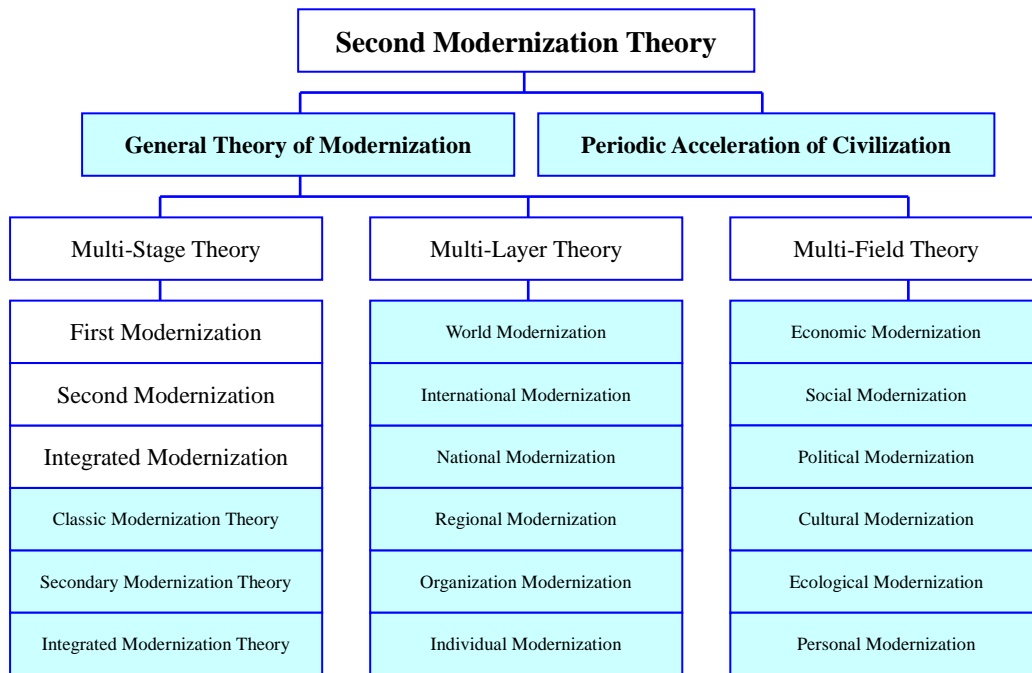 Second Modernization Theory
General Theory of Modernization
Periodic Acceleration of Civilization
Multi-Stage Theory
Multi-Layer Theory
Multi-Field Theory
First Modernization
World Modernization
Economic Modernization
Second Modernization
International Modernization
Social Modernization
Integrated Modernization
National Modernization
Political Modernization
Classic Modernization Theory
Regional Modernization
Cultural Modernization
Secondary Modernization Theory
Organization Modernization
Ecological Modernization
Integrated Modernization Theory
Individual Modernization
Personal Modernization